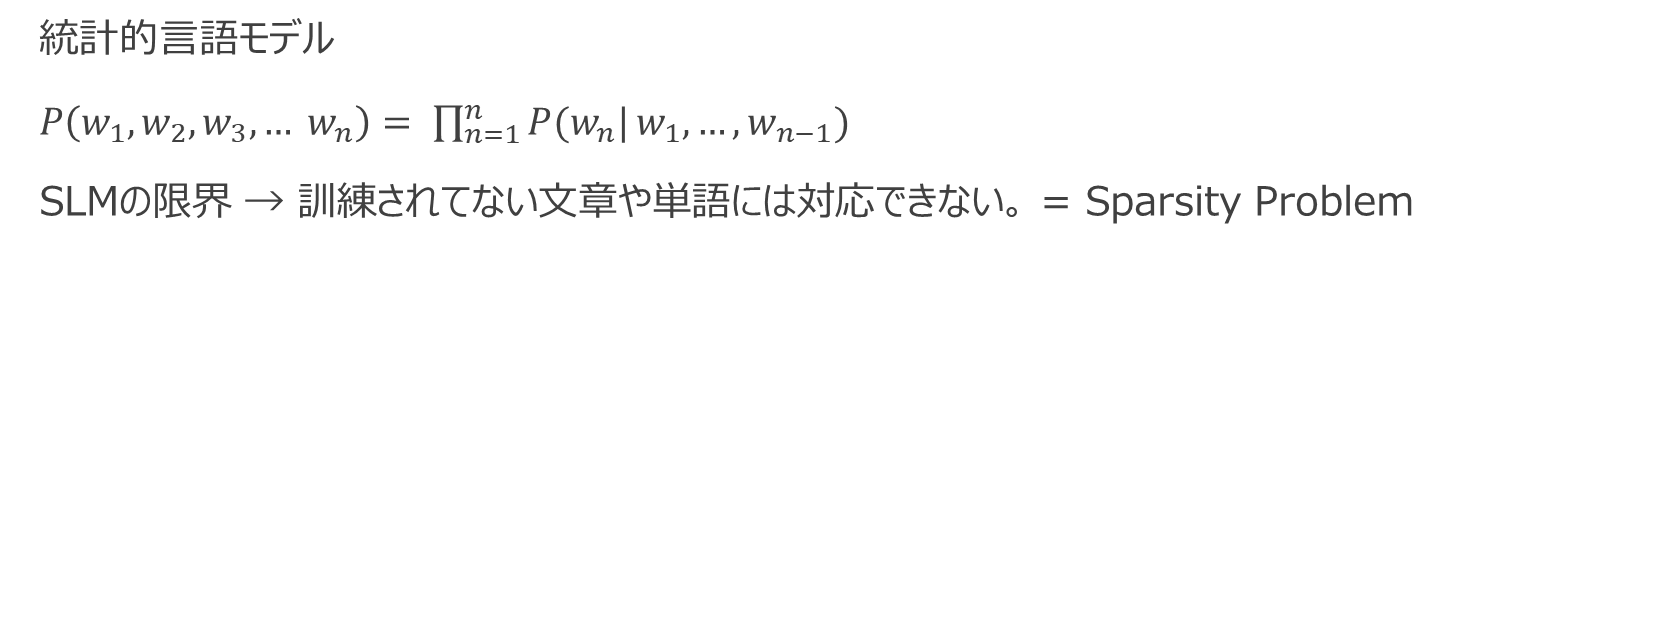 統計的言語モデル
P(w₁, w₂, w₃, … wₙ) = ∏ₙ₌₁ⁿ P(wₙ| w₁, … , wₙ₋₁)
SLMの限界 → 訓練されてない文章や単語には対応できない。 = Sparsity Problem